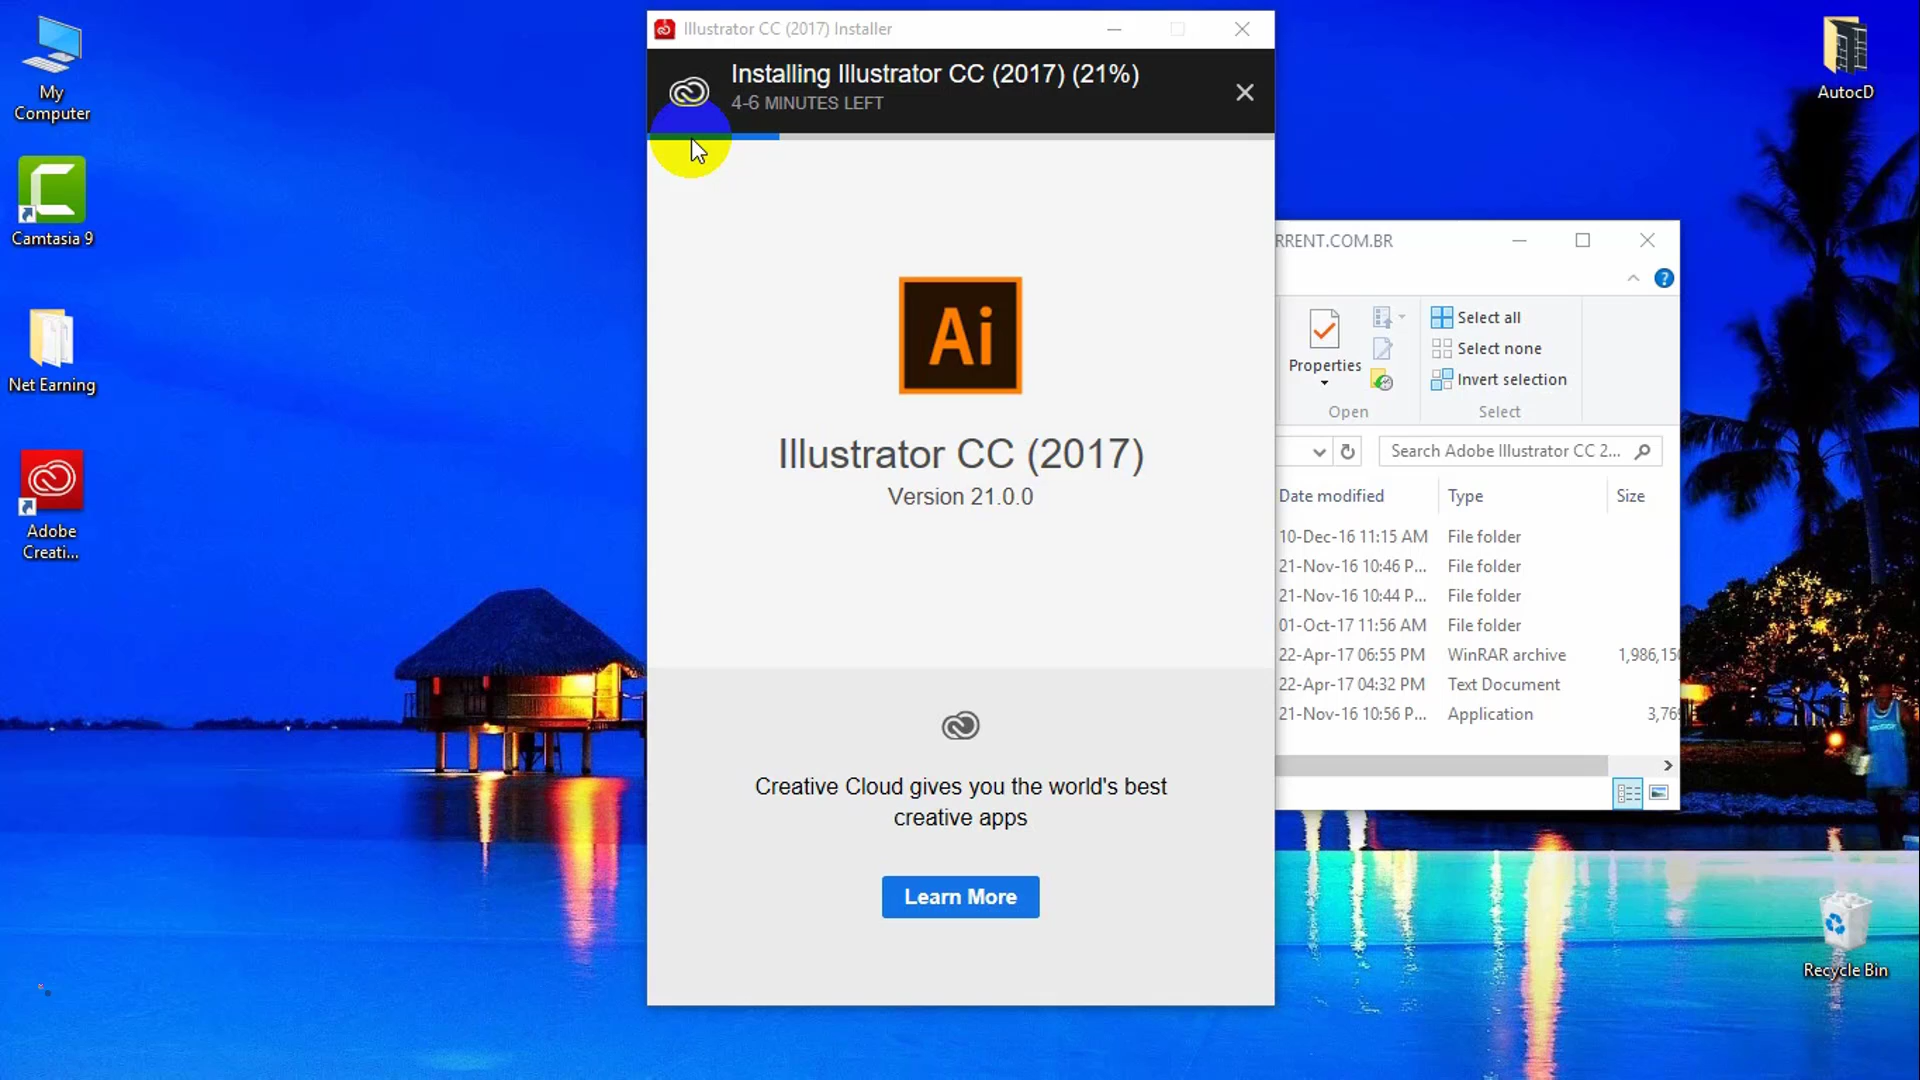 My
Computer
Camtasia 9
Net Earning
Adobe
Creati...
Illustrator CC (2017) Installer
Installing Illustrator CC (2017) (21%)
4-6 MINUTES LEFT
Ai
Illustrator CC (2017)
Version 21.0.0
Creative Cloud gives you the world's best
creative apps
Learn More
RRENT.COM.BR
Properties
Open
Select all
Select none
Invert selection
Select
Search Adobe Illustrator CC 2...
Date modified Type Size
10-Dec-16 11:15 AM File folder
21-Nov-16 10:46 P... File folder
21-Nov-16 10:44 P... File folder
01-Oct-17 11:56 AM File folder
22-Apr-17 06:55 PM WinRAR archive 1,986,150
22-Apr-17 04:32 PM Text Document
21-Nov-16 10:56 P... Application 3,769
AutocD
Recycle Bin